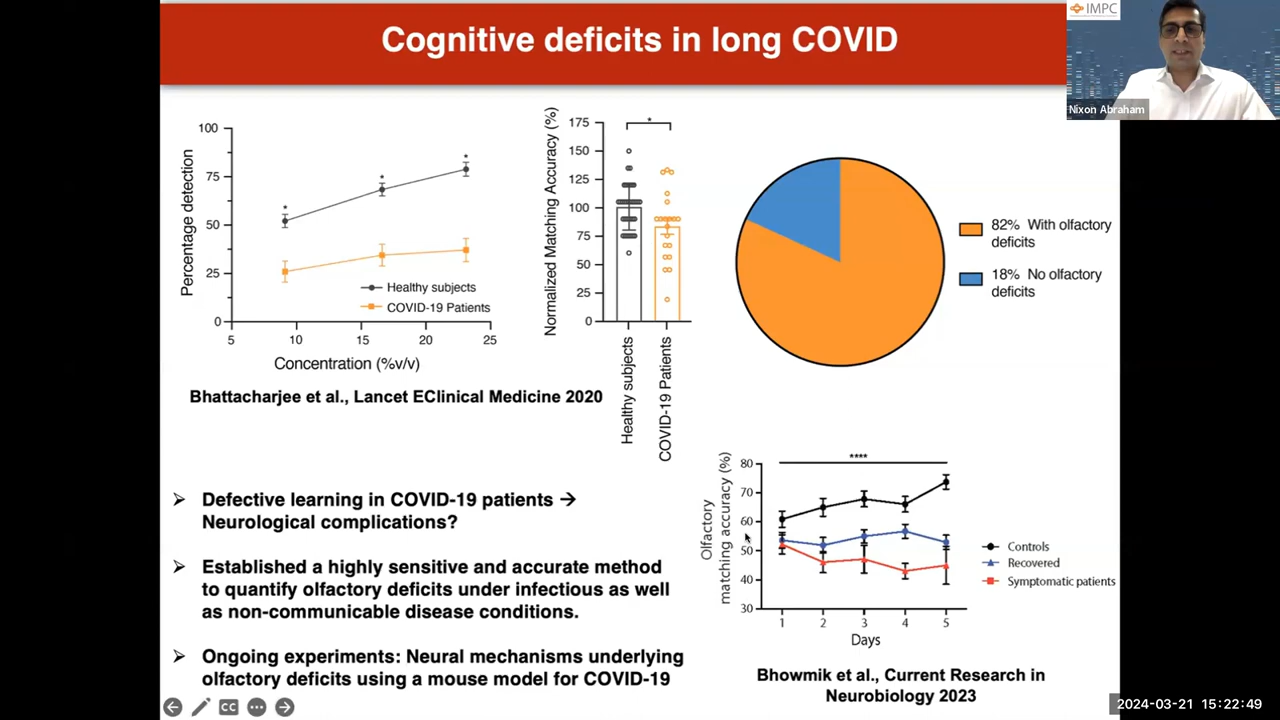 Cognitive deficits in long COVID
IMPC
Nixon Abraham
100
75
50
25
0
Percentage detection
*
*
*
Healthy subjects
COVID-19 Patients
5
10
15
20
25
Concentration (%v/v)
Bhattacharjee et al., Lancet EClinical Medicine 2020
175
150
125
100
75
50
25
0
Normalized Matching Accuracy (%)
*
Healthy subjects
COVID-19 Patients
82% With olfactory
deficits
18% No olfactory
deficits
Defective learning in COVID-19 patients →
Neurological complications?
Established a highly sensitive and accurate method
to quantify olfactory deficits under infectious as well
as non-communicable disease conditions.
Ongoing experiments: Neural mechanisms underlying
olfactory deficits using a mouse model for COVID-19
80
70
60
50
40
30
Olfactory
matching accuracy (%)
****
1
2
3
4
5
Days
Controls
Recovered
Symptomatic patients
Bhowmik et al., Current Research in
Neurobiology 2023
CC
2024-03-21 15:22:49